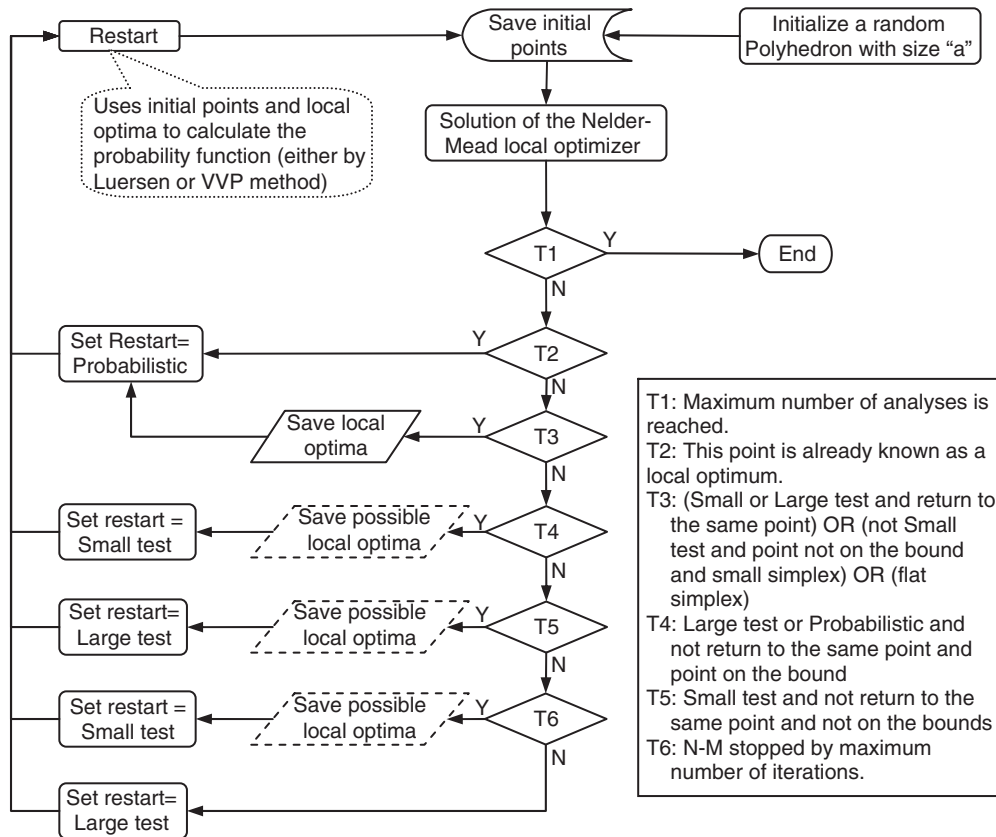 Restart
Save initial
points
Initialize a random
Polyhedron with size “a”
Uses initial points and local
optima to calculate the
probability function (either by
Luersen or VVP method)
Solution of the Nelder-
Mead local optimizer
T1
Y
End
N
Set Restart=
Probabilistic
Y
T2
N
Save local
optima
Y
T3
N
Set restart =
Small test
Save possible
local optima
Y
T4
N
Set restart=
Large test
Save possible
local optima
Y
T5
N
Set restart =
Small test
Save possible
local optima
Y
T6
N
Set restart=
Large test
T1: Maximum number of analyses is
reached.
T2: This point is already known as a
local optimum.
T3: (Small or Large test and return to
the same point) OR (not Small
test and point not on the bound
and small simplex) OR (flat
simplex)
T4: Large test or Probabilistic and
not return to the same point and
point on the bound
T5: Small test and not return to the
same point and not on the bounds
T6: N-M stopped by maximum
number of iterations.